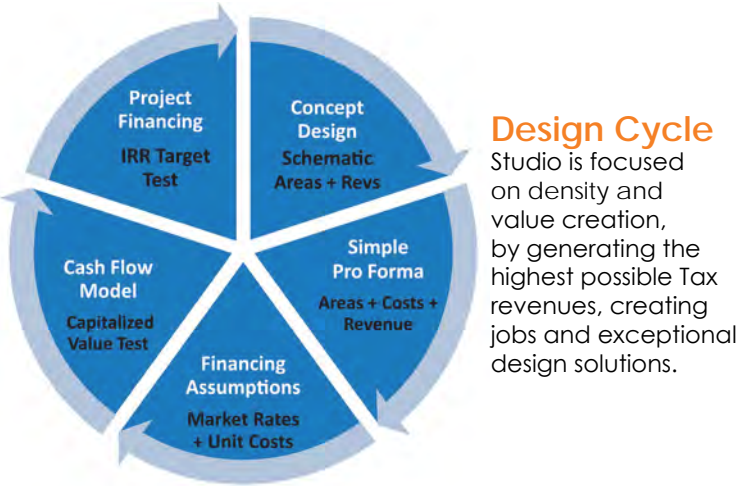 Project
Financing
IRR Target
Test
Concept
Design
Schematic
Areas + Revs
Simple
Pro Forma
Areas + Costs +
Revenue
Financing
Assumptions
Market Rates
+ Unit Costs
Cash Flow
Model
Capitalized
Value Test
Design Cycle
Studio is focused
on density and
value creation,
by generating the
highest possible Tax
revenues, creating
jobs and exceptional
design solutions.